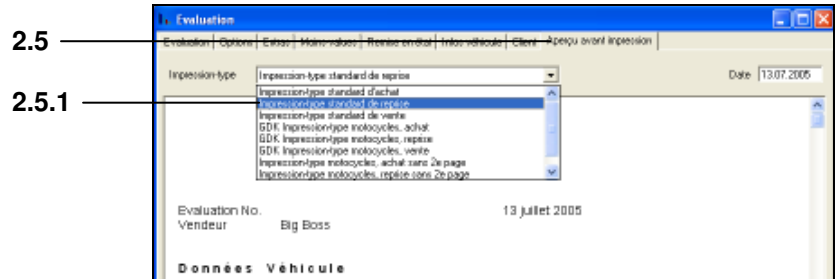 Evaluation
2.5
Evaluation Options Extras Moins-values Remise en état Infos véhicule Client Aperçu avant impression
Impression-type Impression-type standard de reprise Date 13.07.2005
Impression-type standard d'achat
2.5.1
Impression-type standard de reprise
Impression-type standard de vente
GDK Impression-type motocycles, achat
GDK Impression-type motocycles, reprise
GDK Impression-type motocycles, vente
Impression-type motocycles, achat sans 2e page
Impression-type motocycles, reprise sans 2e page
Evaluation No. 13 juillet 2005
Vendeur Big Boss
Données Véhicule